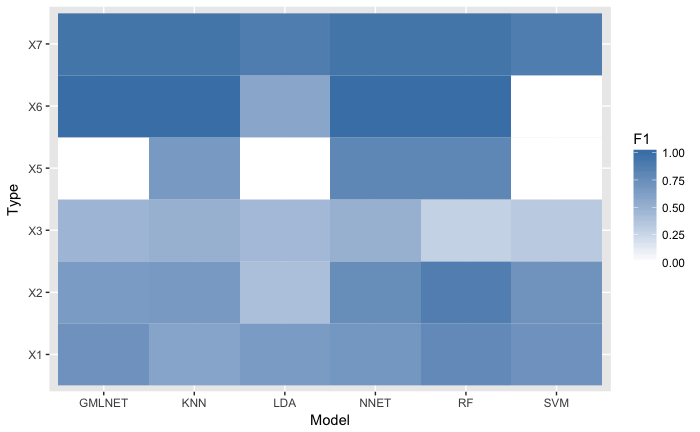 X7
X6
X5
X3
X2
X1
Type
GMLNET KNN LDA NNET RF SVM
Model
F1
1.00
0.75
0.50
0.25
0.00